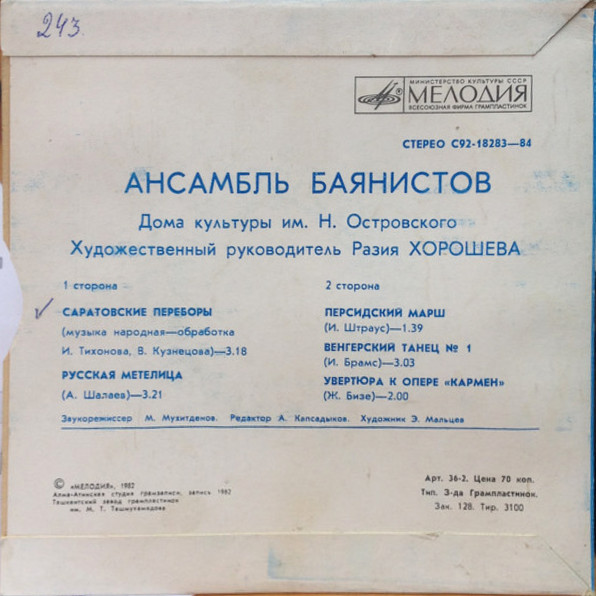 243.
МИНИСТЕРСТВО КУЛЬТУРЫ СССР
МЕЛОДИЯ
ВСЕСОЮЗНАЯ ФИРМА ГРАМПЛАСТИНОК
СТЕРЕО С92-18283—84
АНСАМБЛЬ БАЯНИСТОВ
Дома культуры им. Н. Островского
Художественный руководитель Разия ХОРОШЕВА
1 сторона
САРАТОВСКИЕ ПЕРЕБОРЫ
(музыка народная—обработка
И. Тихонова, В. Кузнецова)—3.18
РУССКАЯ МЕТЕЛИЦА
(А. Шалаев)—3.21
2 сторона
ПЕРСИДСКИЙ МАРШ
(И. Штраус)—1.39
ВЕНГЕРСКИЙ ТАНЕЦ № 1
(И. Брамс)—3.03
УВЕРТЮРА К ОПЕРЕ «КАРМЕН»
(Ж. Бизе)—2.00
Звукорежиссер М. Мухитденов. Редактор А. Капсадыков. Художник Э. Мальцев
© «МЕЛОДИЯ», 1982
Алма-Атинская студия грамзаписи, запись 1982
Ташкентский завод грампластинок
им. М. Т. Ташмухамедова
Арт. 36-2. Цена 70 коп.
Тип. З-да Грампластинок.
Зак. 128. Тир. 3100